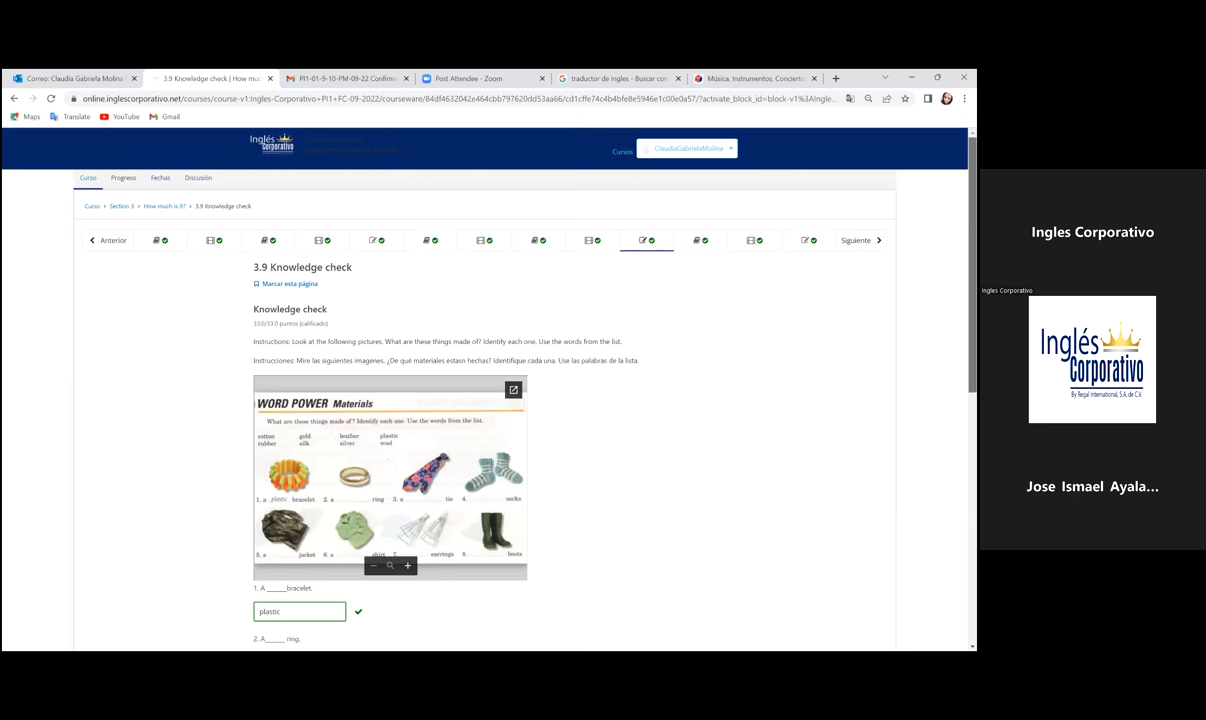 Correo: Claudia Gabriela Molina
3.9 Knowledge check | How muc
PI1-01-9-10-PM-09-22 Confirma
Post Attendee - Zoom
traductor de ingles - Buscar con
Música, Instrumentos, Concierto
online.inglescorporativo.net/courses/course-v1:Ingles-Corporativo+PI1+FC-09-2022/courseware/84df4632042e464cbb797620dd53aa66/cd1cffe74c4b4bfe8e5946e1c00e0a57/?activate_block_id=block-v1%3AIngle...
Maps
Translate
YouTube
Gmail
Inglés
Corporativo
Cursos
ClaudiaGabrielaMolina
Curso
Progreso
Fechas
Discusión
Curso > Section 3 > How much is it? > 3.9 Knowledge check
Anterior
Siguiente
3.9 Knowledge check
Marcar esta página
Knowledge check
33.0/33.0 puntos (calificado)
Instructions: Look at the following pictures. What are these things made of? Identify each one. Use the words from the list.
Instrucciones: Mire las siguientes imagenes. ¿De qué materiales estasn hechas? Identifique cada una. Use las palabras de la lista.
WORD POWER Materials
What are these things made of? Identify each one. Use the words from the list.
cotton gold leather plastic
rubber silk silver wool
1. a plastic bracelet 2. a ring 3. a tie 4. socks
5. a jacket 6. a shirt 7. earrings 8. boots
1. A ______bracelet.
plastic
2. A______ ring.
Ingles Corporativo
Ingles Corporativo
Inglés
Corporativo
By Regal International, S.A. de C.V.
Jose Ismael Ayala...